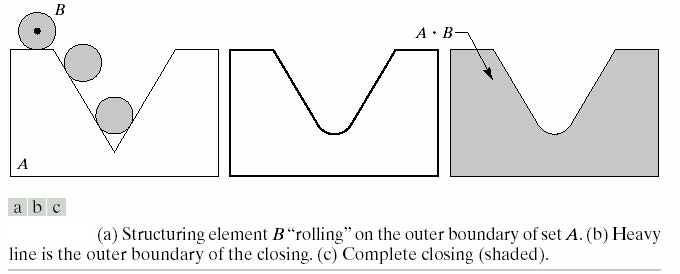 B
A · B
A
a b c
(a) Structuring element B "rolling" on the outer boundary of set A. (b) Heavy
line is the outer boundary of the closing. (c) Complete closing (shaded).